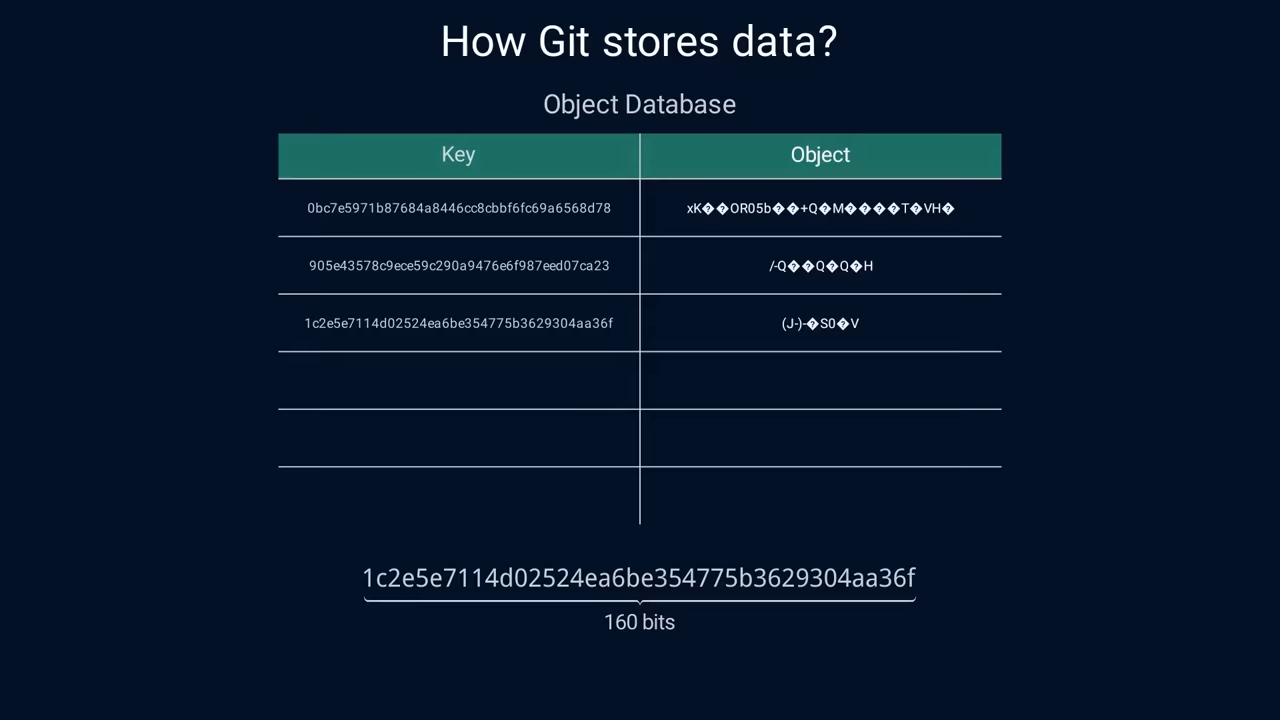 How Git stores data?
Object Database
Key Object
0bc7e5971b87684a8446cc8cbbf6fc69a6568d78 xK��OR05b��+Q�M����T�VH�
905e43578c9ece59c290a9476e6f987eed07ca23 /-Q��Q�Q�H
1c2e5e7114d02524ea6be354775b3629304aa36f (J-)-�S0�V
1c2e5e7114d02524ea6be354775b3629304aa36f
160 bits